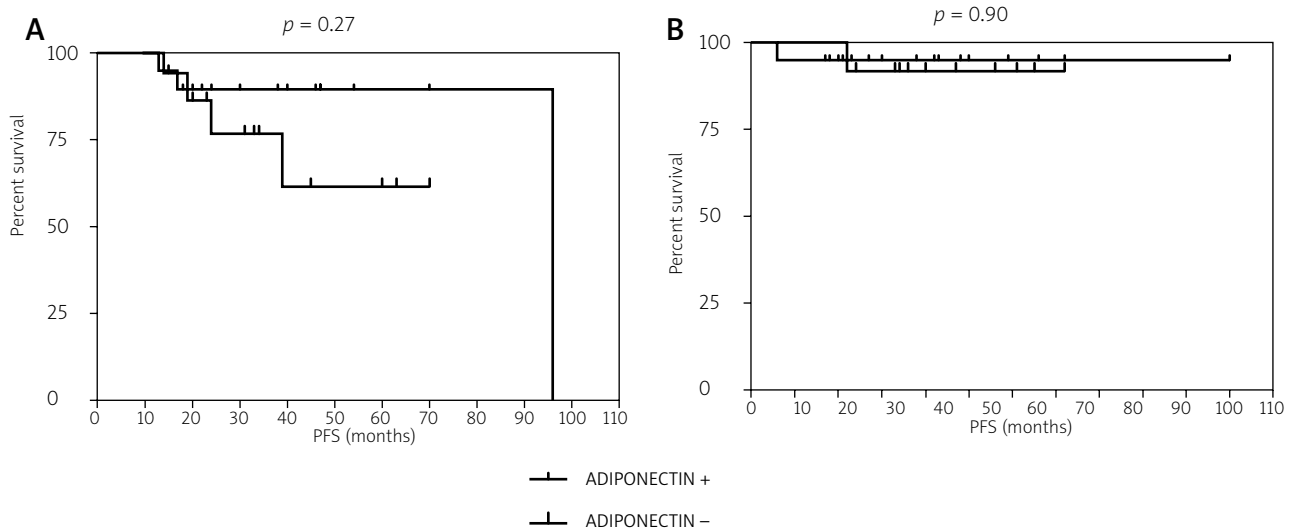 A
p = 0.27
Percent survival
100
75
50
25
0
0 10 20 30 40 50 60 70 80 90 100 110
PFS (months)
B
p = 0.90
Percent survival
100
75
50
25
0
0 10 20 30 40 50 60 70 80 90 100 110
PFS (months)
ADIPONECTIN +
ADIPONECTIN –